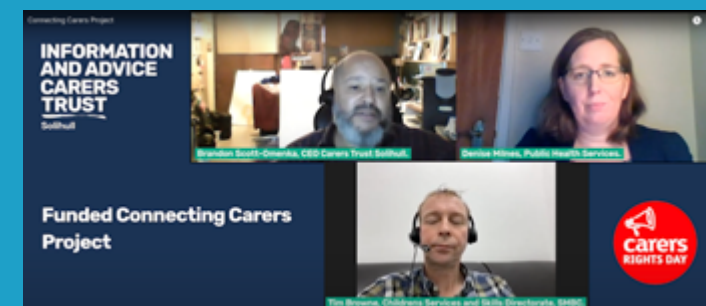 Connecting Carers Project
INFORMATION
AND ADVICE
CARERS
TRUST
Solihull
Brandon Scott-Omenka, CEO Carers Trust Solihull.
Denise Milnes, Public Health Services.
Funded Connecting Carers
Project
Tim Browne, Childrens Services and Skills Directorate, SMBC.
carers
RIGHTS DAY